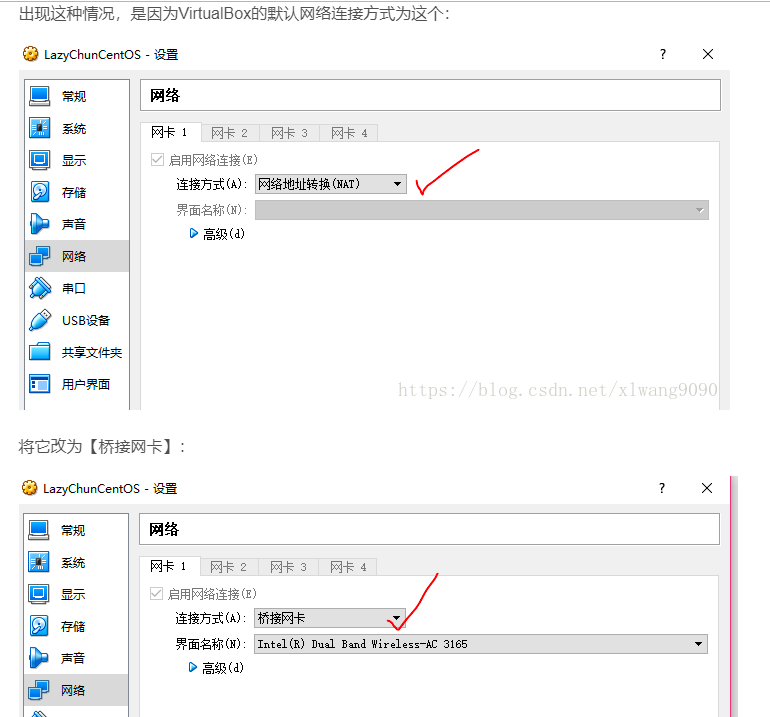 出现这种情况，是因为VirtualBox的默认网络连接方式为这个：
LazyChunCentOS - 设置 ?
常规
系统
显示
存储
声音
网络
串口
USB设备
共享文件夹
用户界面
网络
网卡 1 网卡 2 网卡 3 网卡 4
启用网络连接(E)
连接方式(A): 网络地址转换(NAT)
界面名称(N):
高级(d)
https://blog.csdn.net/xlwang9090
将它改为【桥接网卡】：
LazyChunCentOS - 设置 ?
常规
系统
显示
存储
声音
网络
网络
网卡 1 网卡 2 网卡 3 网卡 4
启用网络连接(E)
连接方式(A): 桥接网卡
界面名称(N): Intel(R) Dual Band Wireless-AC 3165
高级(d)